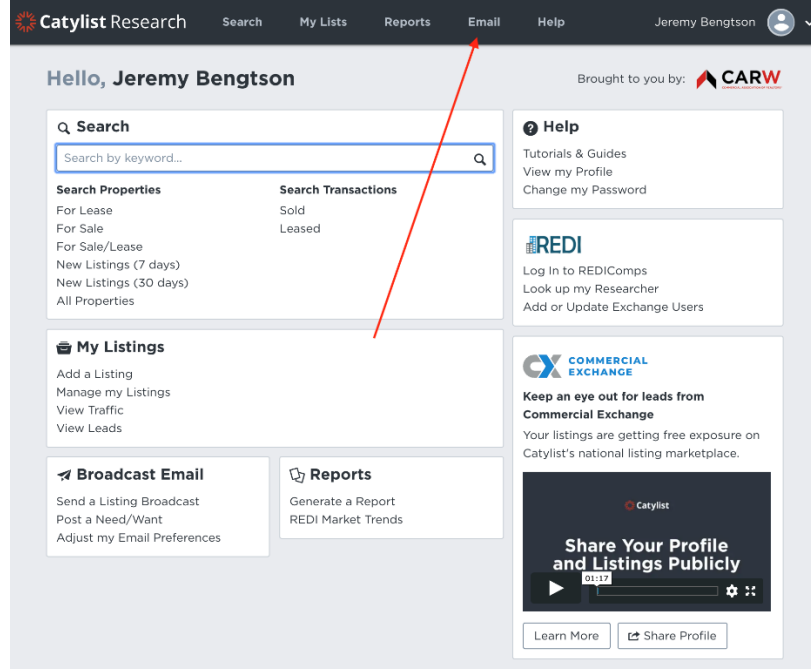 Catylist Research Search My Lists Reports Email Help Jeremy Bengtson
Hello, Jeremy Bengtson
Brought to you by: CARW
COMMERCIAL ASSOCIATION OF REALTORS
Search
Search by keyword...
Search Properties
For Lease
For Sale
For Sale/Lease
New Listings (7 days)
New Listings (30 days)
All Properties
Search Transactions
Sold
Leased
My Listings
Add a Listing
Manage my Listings
View Traffic
View Leads
Broadcast Email
Send a Listing Broadcast
Post a Need/Want
Adjust my Email Preferences
Reports
Generate a Report
REDI Market Trends
Help
Tutorials & Guides
View my Profile
Change my Password
REDI
Log In to REDIComps
Look up my Researcher
Add or Update Exchange Users
CX COMMERCIAL
EXCHANGE
Keep an eye out for leads from
Commercial Exchange
Your listings are getting free exposure on
Catylist's national listing marketplace.
Catylist
Share Your Profile
and Listings Publicly
01:17
Learn More Share Profile